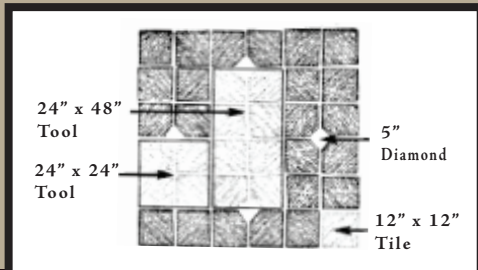 24” x 48”
Tool
24” x 24”
Tool
5”
Diamond
12” x 12”
Tile